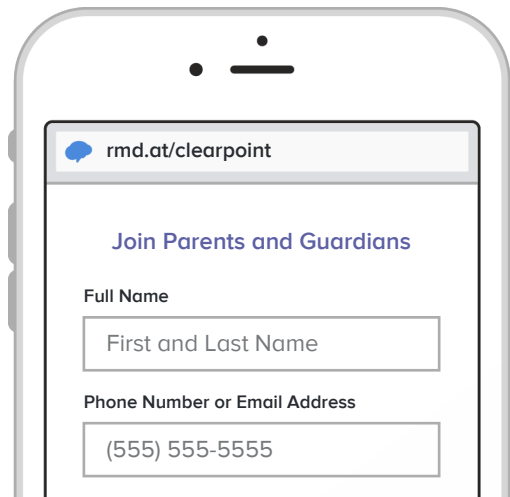 rmd.at/clearpoint
Join Parents and Guardians
Full Name
First and Last Name
Phone Number or Email Address
(555) 555-5555